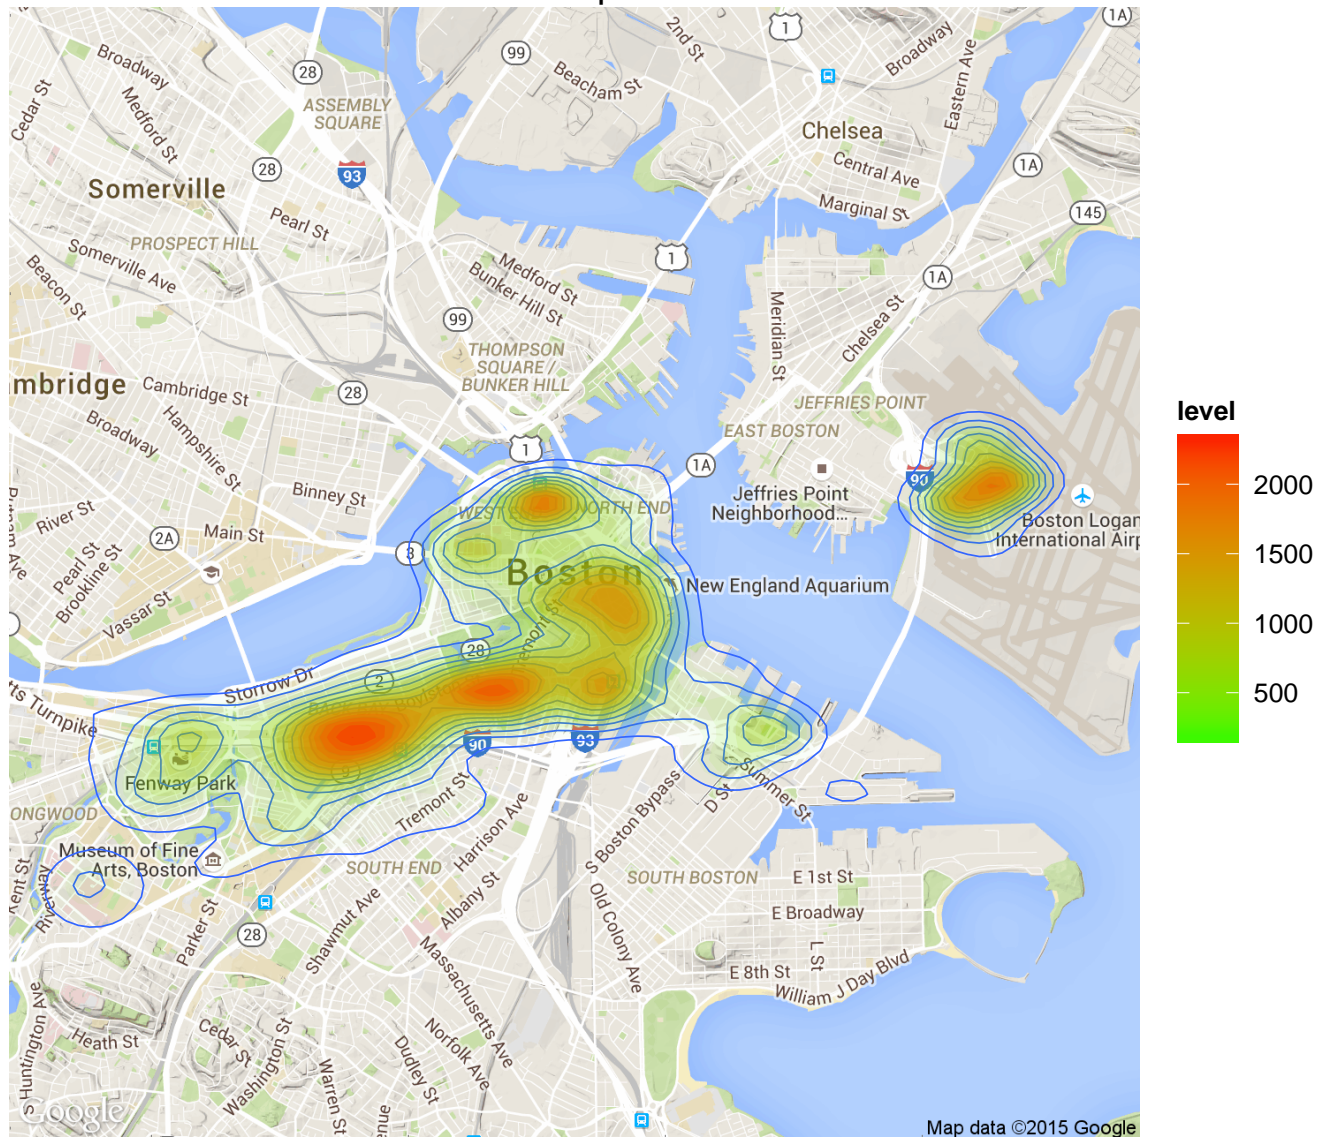 1A
1
99
2nd St
Broadway
Broadway
28
Beacham St
Eastern Ave
Cedar St
Medford St
ASSEMBLY
SQUARE
Chelsea
28
93
Central Ave
1A
Somerville
Marginal St
145
Pearl St
PROSPECT HILL
Somerville Ave
1
Medford St
1A
Beacon St
Bunker Hill St
Meridian St
99
Chelsea St
THOMPSON
SQUARE /
BUNKER HILL
mbridge
Cambridge St
28
JEFFRIES POINT
Broadway
Hampshire St
EAST BOSTON
1
1A
90
Binney St
Jeffries Point
Neighborhood...
River St
NORTH END
Boston Logan
International Airp
2A
Main St
3
Pearl St
Brookline St
Boston
New England Aquarium
Vassar St
28
2
Storrow Dr
tts Turnpike
90
93
Fenway Park
Summer St
D St
Tremont St
ONGWOOD
Harrison Ave
S Boston Bypass
Museum of Fine
Arts, Boston
SOUTH END
SOUTH BOSTON
E 1st St
Kent St
Riverway
Albany St
Old Colony Ave
E Broadway
Parker St
28
Shawmut Ave
L St
Massachusetts Ave
E 8th St
William J Day Blvd
S Huntington Ave
Heath St
Cedar St
Washington St
Warren St
Dudley St
Norfolk Ave
enue
Google
Map data ©2015 Google
level
2000
1500
1000
500